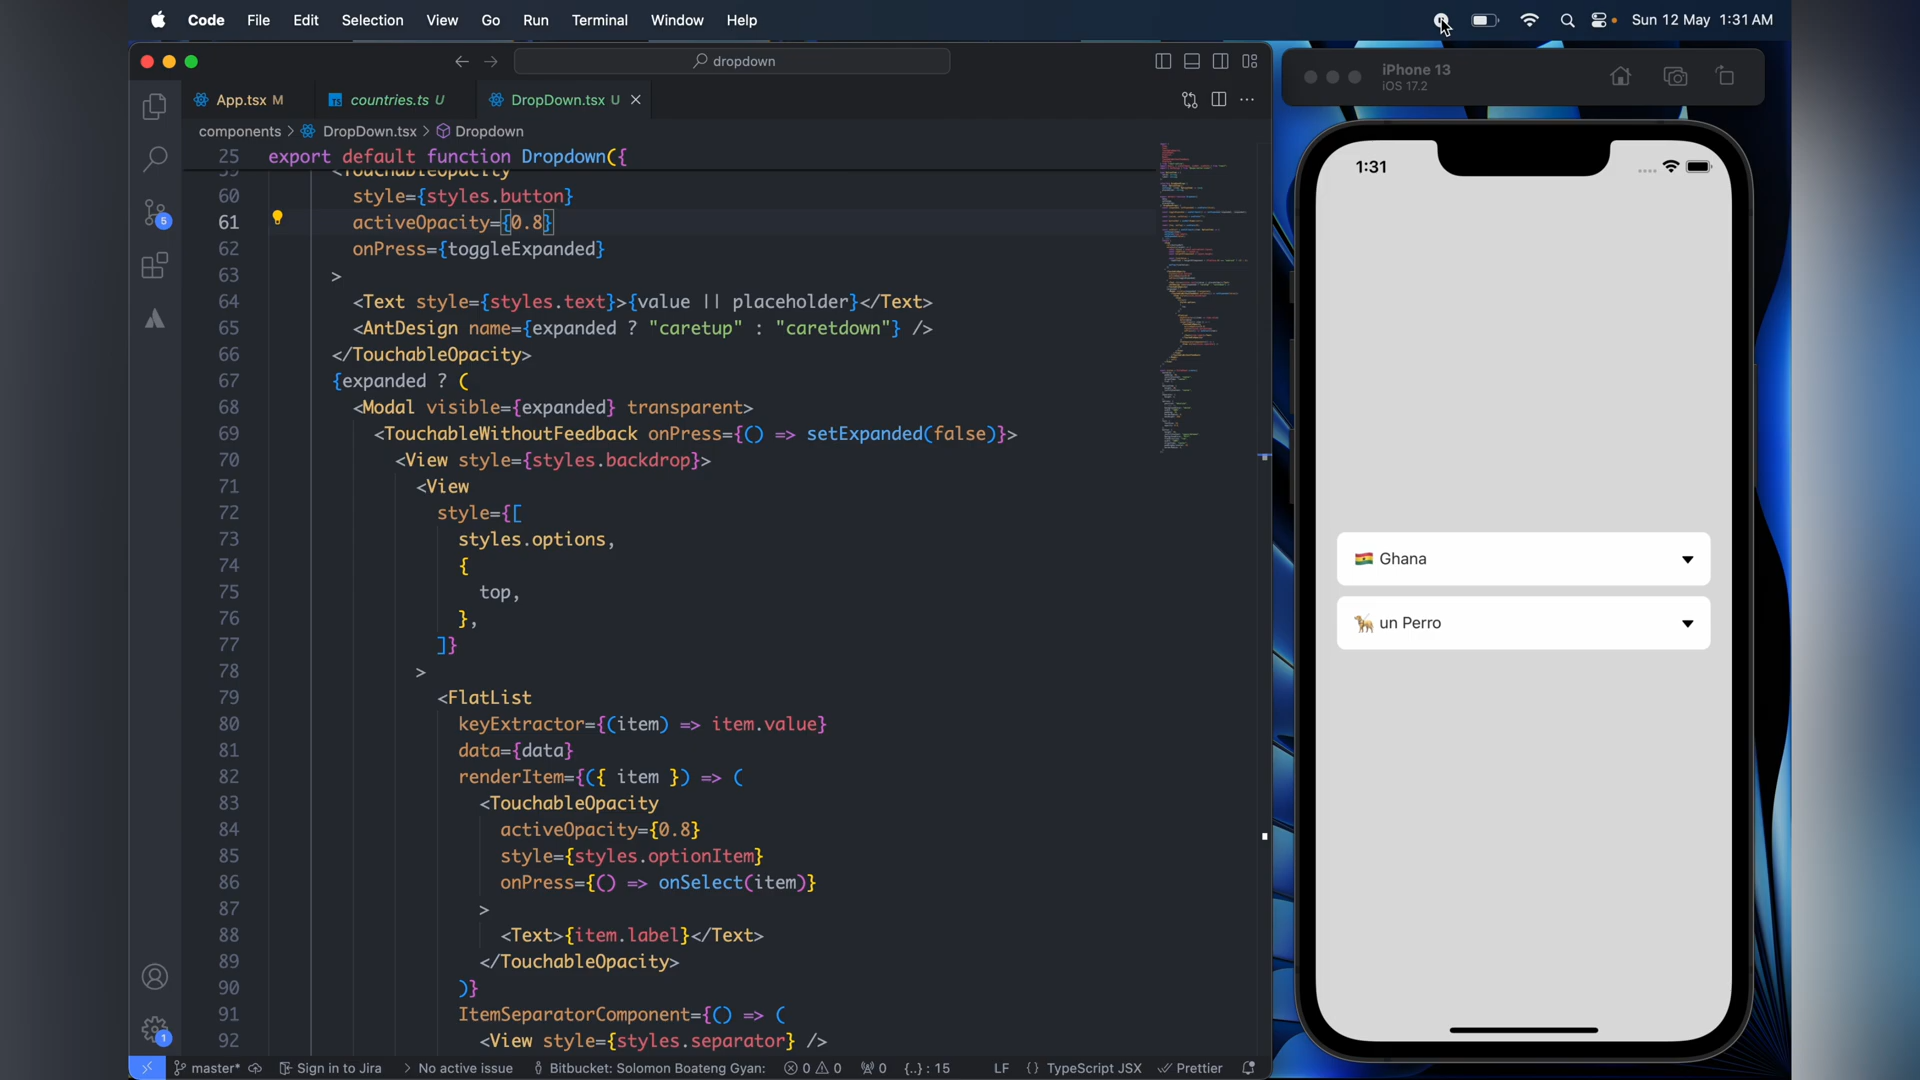 Code File Edit Selection View Go Run Terminal Window Help
Sun 12 May 1:31 AM
dropdown
App.tsx M
countries.ts U
DropDown.tsx U
components > DropDown.tsx > Dropdown
25 export default function Dropdown({
59 <TouchableOpacity
60 style={styles.button}
61 activeOpacity={0.8}
62 onPress={toggleExpanded}
63 >
64 <Text style={styles.text}>{value || placeholder}</Text>
65 <AntDesign name={expanded ? "caretup" : "caretdown"} />
66 </TouchableOpacity>
67 {expanded ? (
68 <Modal visible={expanded} transparent>
69 <TouchableWithoutFeedback onPress={() => setExpanded(false)}>
70 <View style={styles.backdrop}>
71 <View
72 style={[
73 styles.options,
74 {
75 top,
76 },
77 ]}
78 >
79 <FlatList
80 keyExtractor={(item) => item.value}
81 data={data}
82 renderItem={({ item }) => (
83 <TouchableOpacity
84 activeOpacity={0.8}
85 style={styles.optionItem}
86 onPress={() => onSelect(item)}
87 >
88 <Text>{item.label}</Text>
89 </TouchableOpacity>
90 )}
91 ItemSeparatorComponent={() => (
92 <View style={styles.separator} />
5
1
master* Sign in to Jira > No active issue Bitbucket: Solomon Boateng Gyan: 0 0 0 {..} : 15 LF {} TypeScript JSX Prettier
iPhone 13
iOS 17.2
1:31
Ghana
un Perro